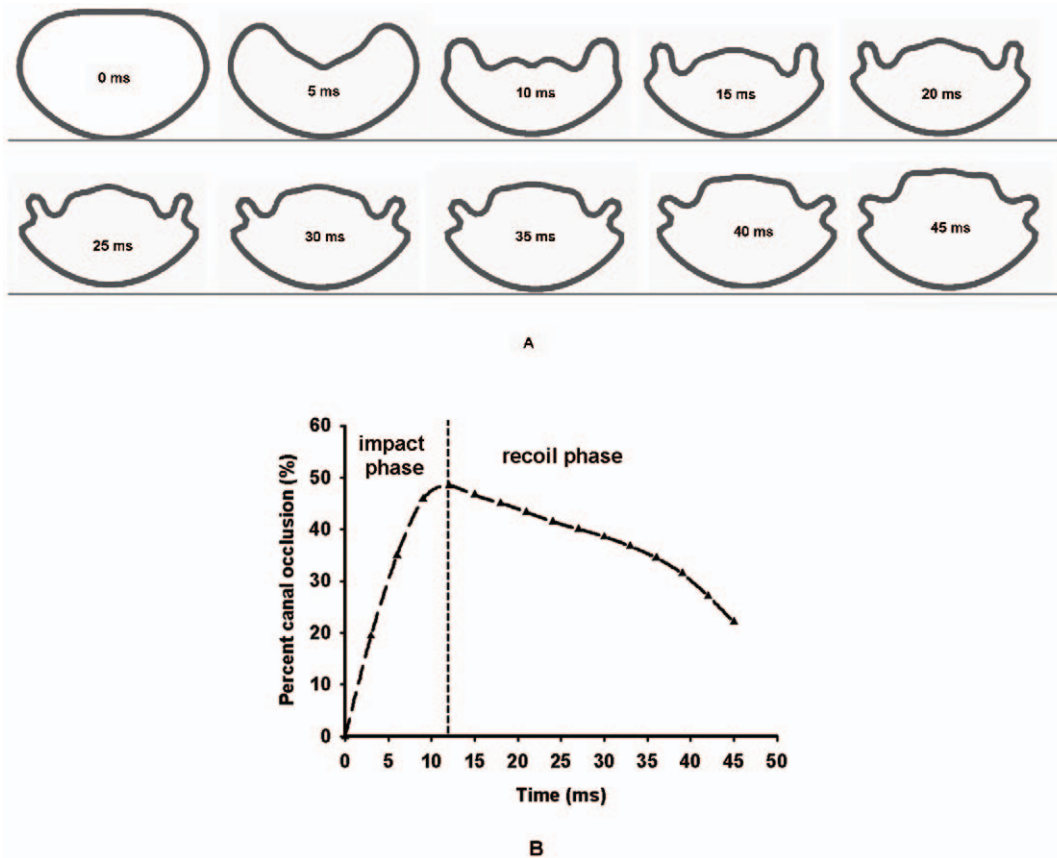 0 ms
5 ms
10 ms
15 ms
20 ms
25 ms
30 ms
35 ms
40 ms
45 ms
A
60
50
40
30
20
10
0
Percent canal occlusion (%)
impact
phase
recoil phase
0 5 10 15 20 25 30 35 40 45 50
Time (ms)
B